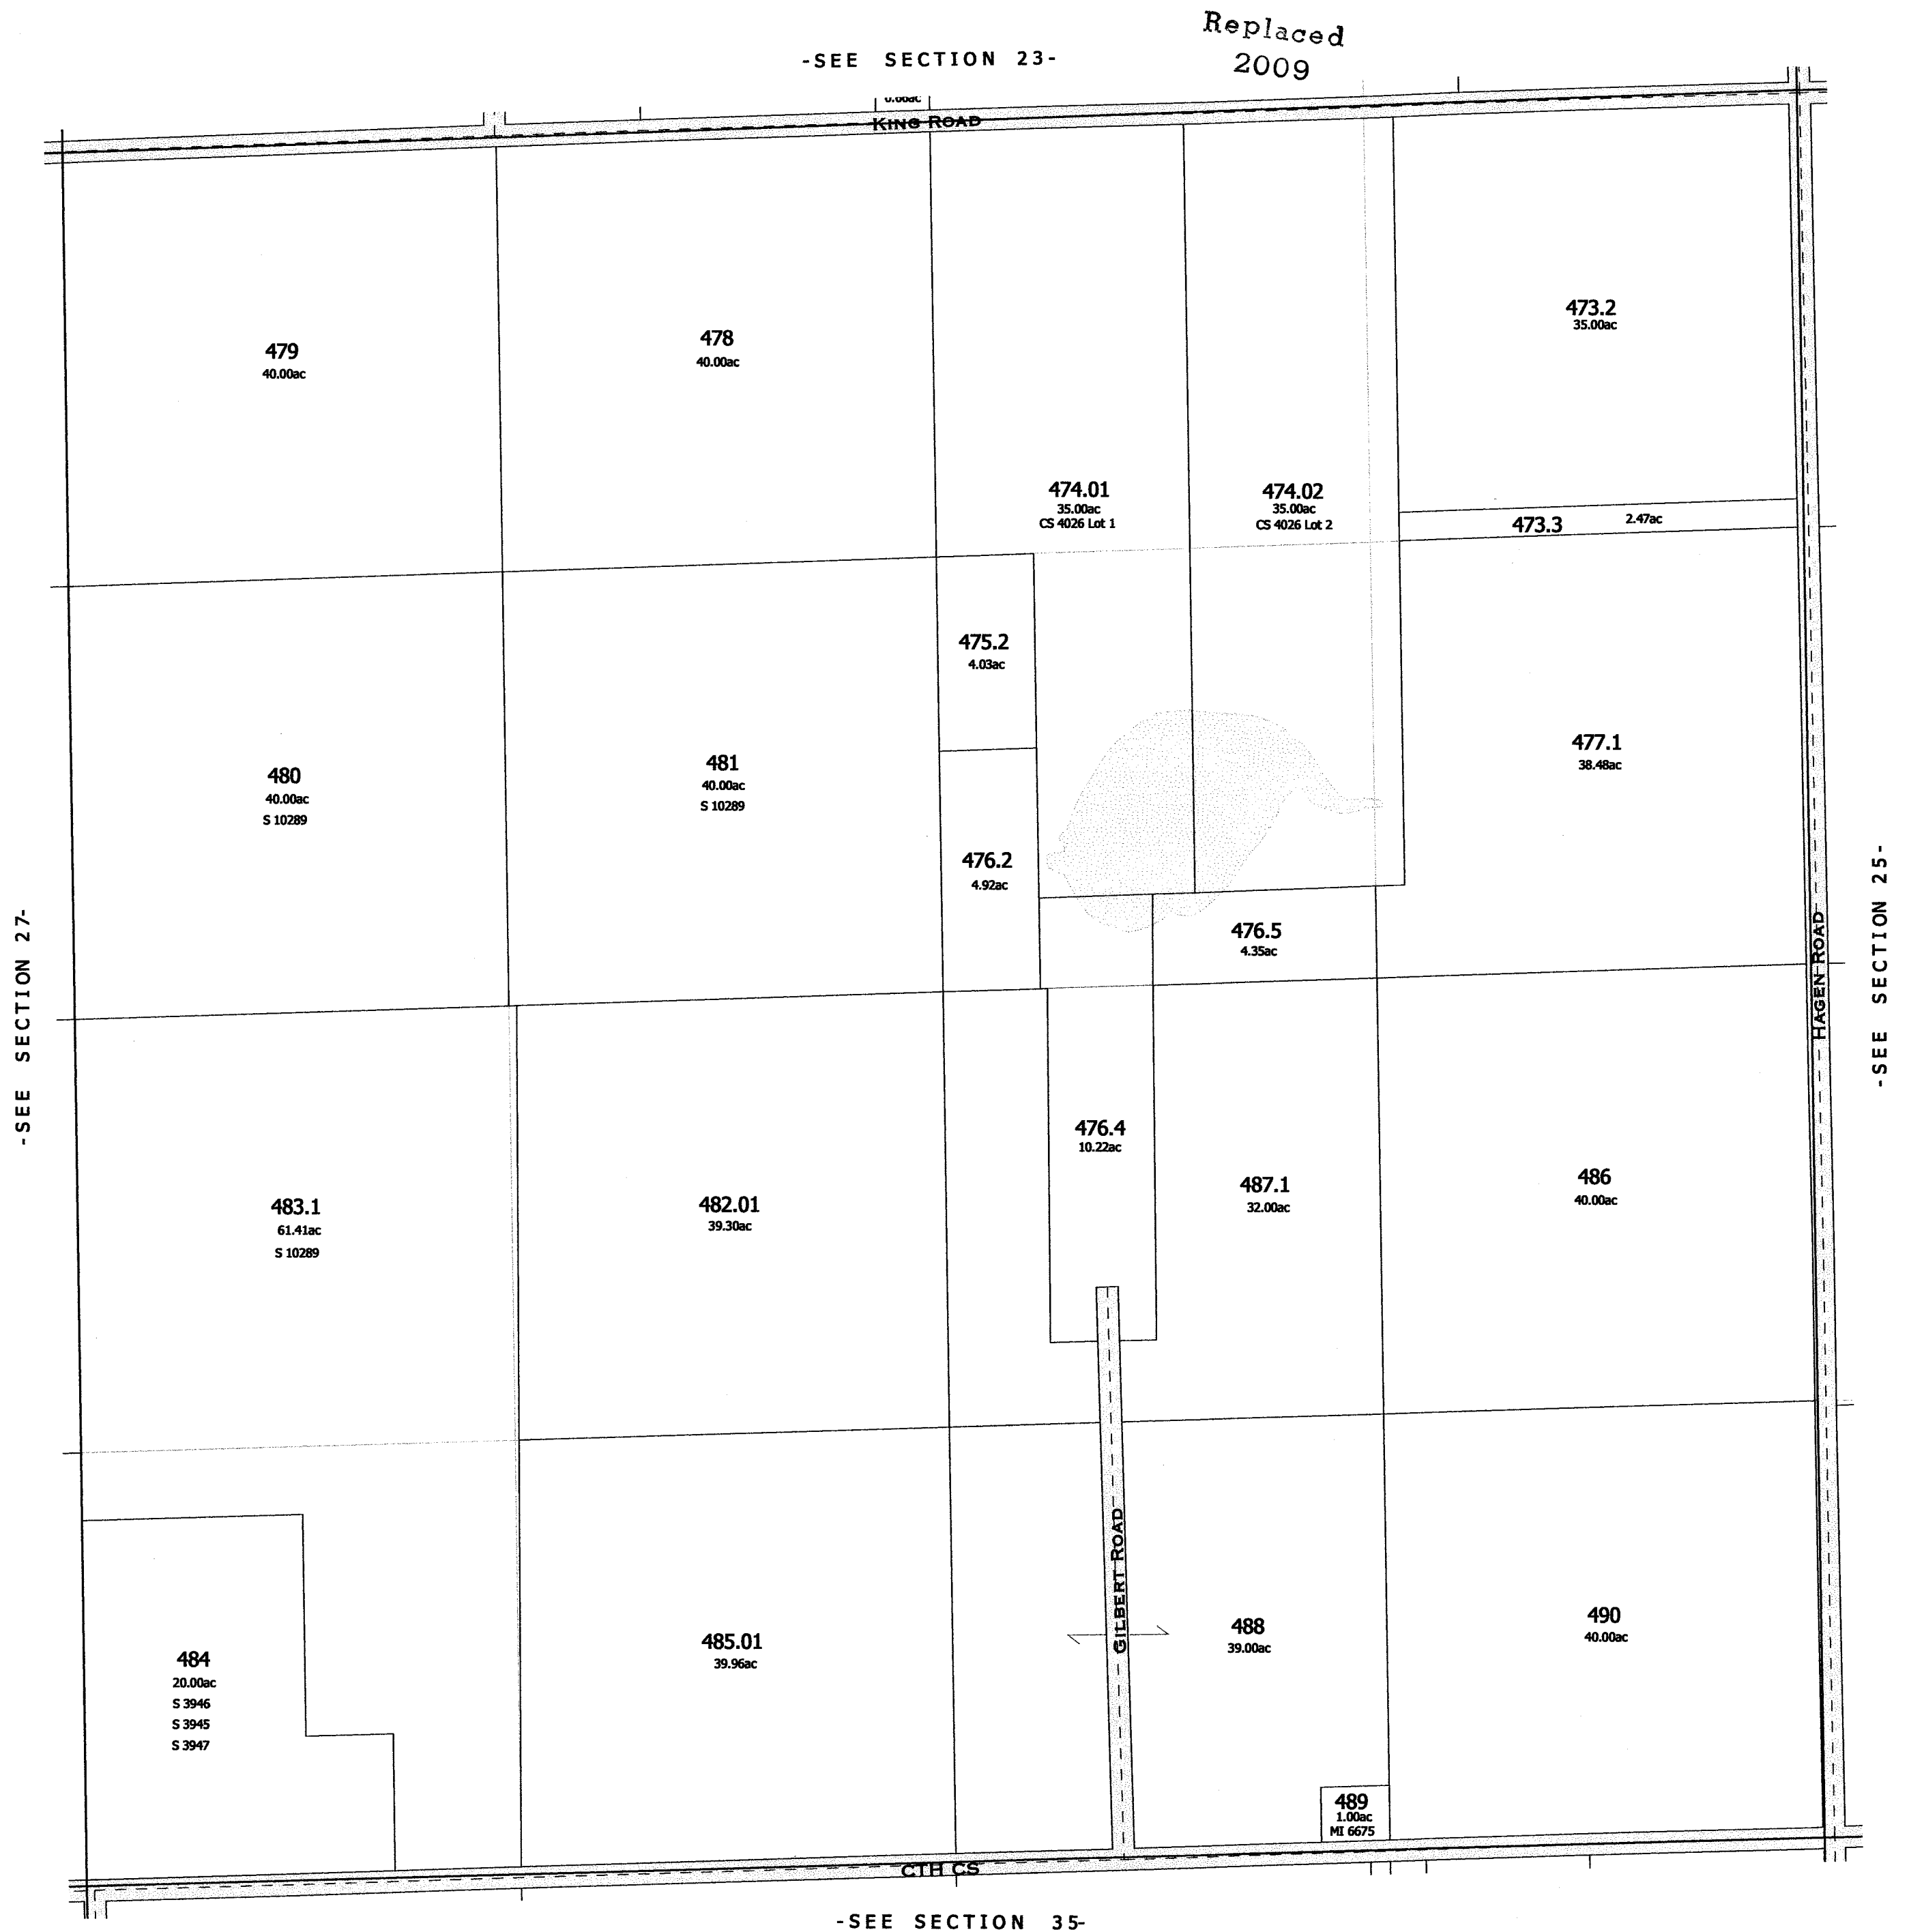 Replaced
2009
-SEE SECTION 23-
KING ROAD
473.2
35.00ac
479
40.00ac
478
40.00ac
474.01
35.00ac
CS 4026 Lot 1
474.02
35.00ac
CS 4026 Lot 2
473.3
2.47ac
475.2
4.03ac
477.1
38.48ac
480
40.00ac
S 10289
481
40.00ac
S 10289
476.2
4.92ac
476.5
4.35ac
-SEE SECTION 27-
HAGEN ROAD
-SEE SECTION 25-
476.4
10.22ac
483.1
61.41ac
S 10289
482.01
39.30ac
487.1
32.00ac
486
40.00ac
GILBERT ROAD
484
20.00ac
S 3946
S 3945
S 3947
485.01
39.96ac
488
39.00ac
490
40.00ac
489
1.00ac
MI 6675
CTH CS
-SEE SECTION 35-